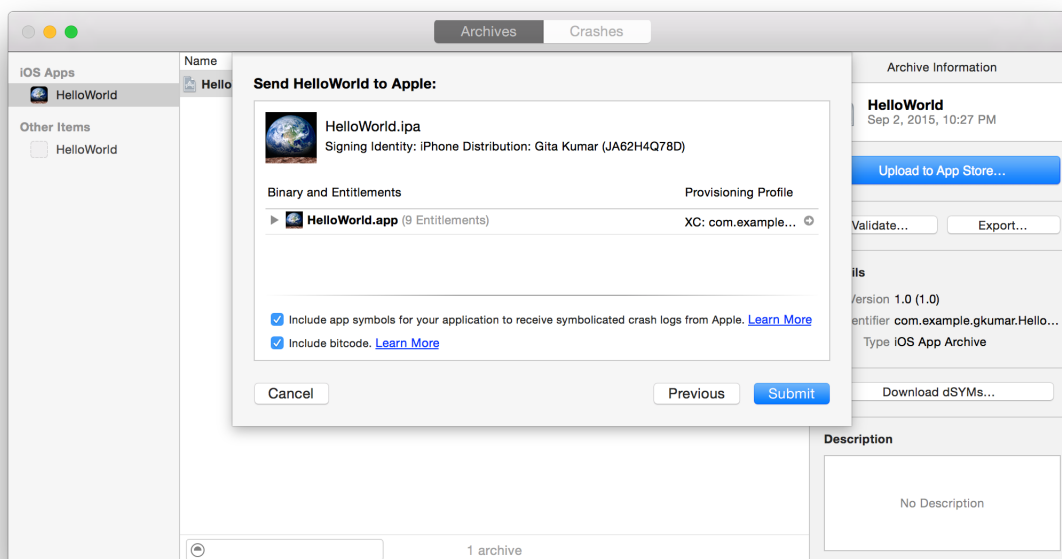 Archives Crashes
iOS Apps
HelloWorld
Other Items
HelloWorld
Name
Hello
Send HelloWorld to Apple:
HelloWorld.ipa
Signing Identity: iPhone Distribution: Gita Kumar (JA62H4Q78D)
Binary and Entitlements Provisioning Profile
HelloWorld.app (9 Entitlements) XC: com.example...
Include app symbols for your application to receive symbolicated crash logs from Apple. Learn More
Include bitcode. Learn More
Cancel Previous Submit
1 archive
Archive Information
HelloWorld
Sep 2, 2015, 10:27 PM
Upload to App Store...
Validate... Export...
ils
Version 1.0 (1.0)
entifier com.example.gkumar.Hello...
Type iOS App Archive
Download dSYMs...
Description
No Description